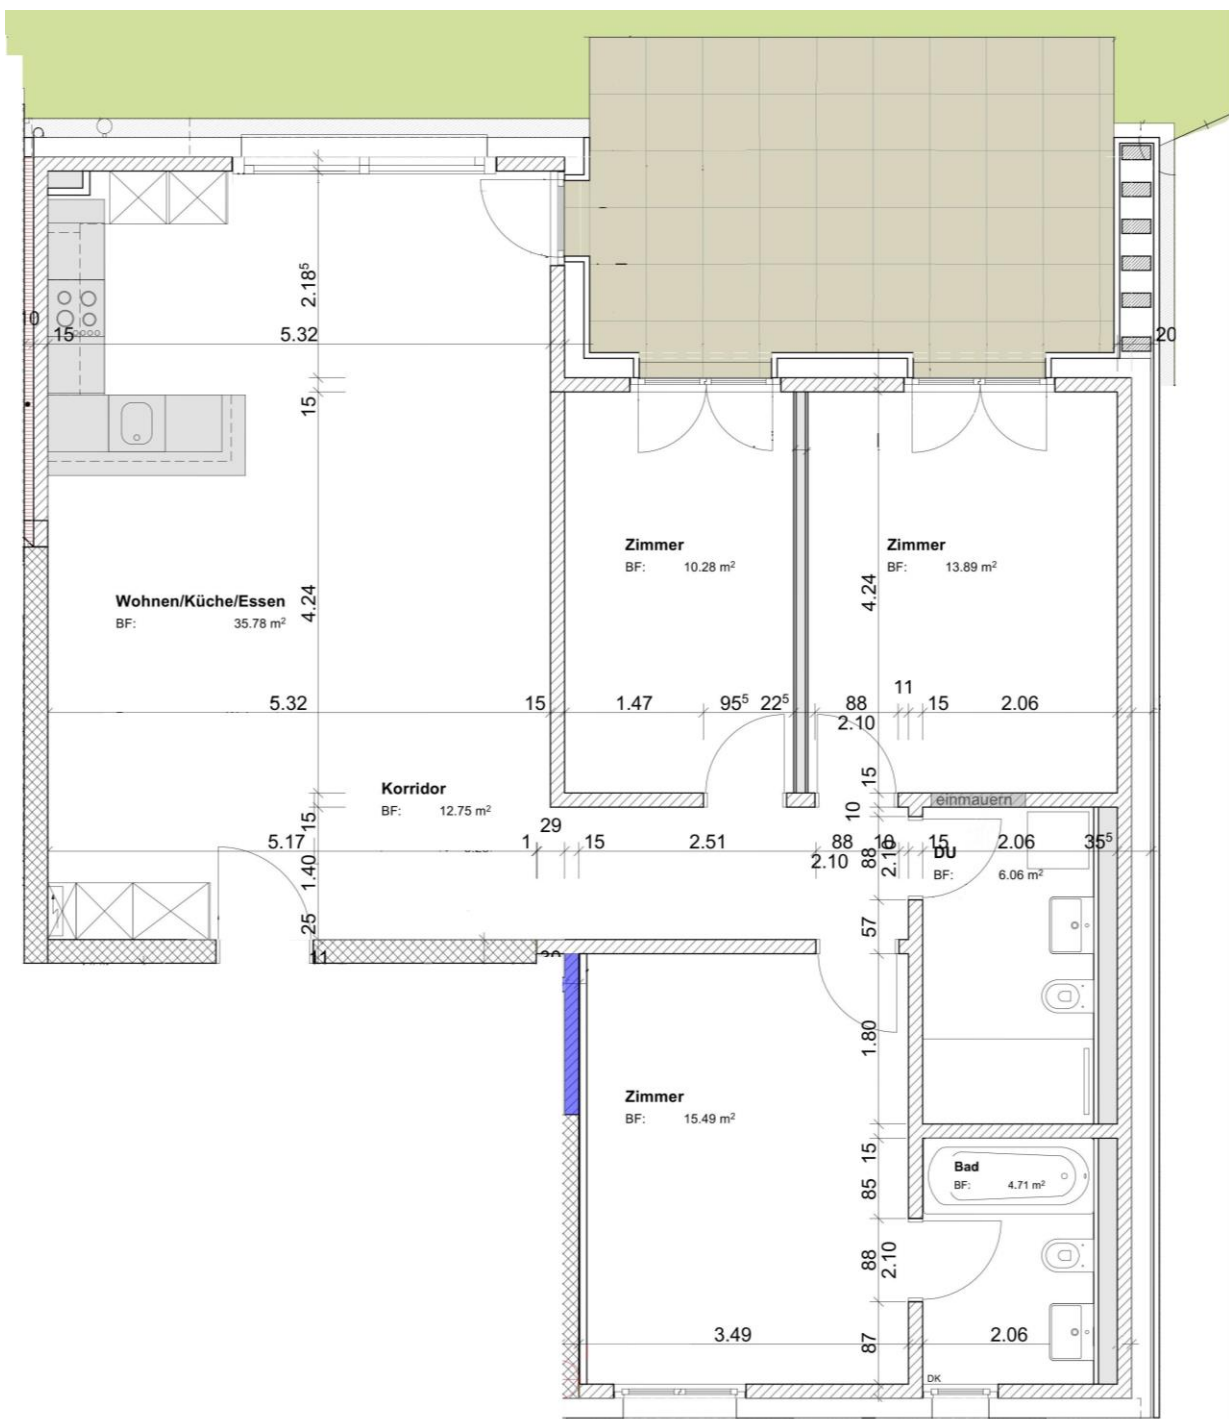 2.18⁵
10
15
5.32
20
15
Zimmer
BF: 10.28 m²
Zimmer
BF: 13.89 m²
4.24
4.24
Wohnen/Küche/Essen
BF: 35.78 m²
5.32
15
1.47
95⁵
22⁵
88
2.10
11
15
2.06
15
Korridor
BF: 12.75 m²
einmauern
10
15
29
5.17
1
15
2.51
88
2.10
88
2.10
15
2.06
35⁵
DU
BF: 6.06 m²
1.40
25
11
57
1.80
Zimmer
BF: 15.49 m²
15
85
Bad
BF: 4.71 m²
88
2.10
3.49
87
2.06
DK